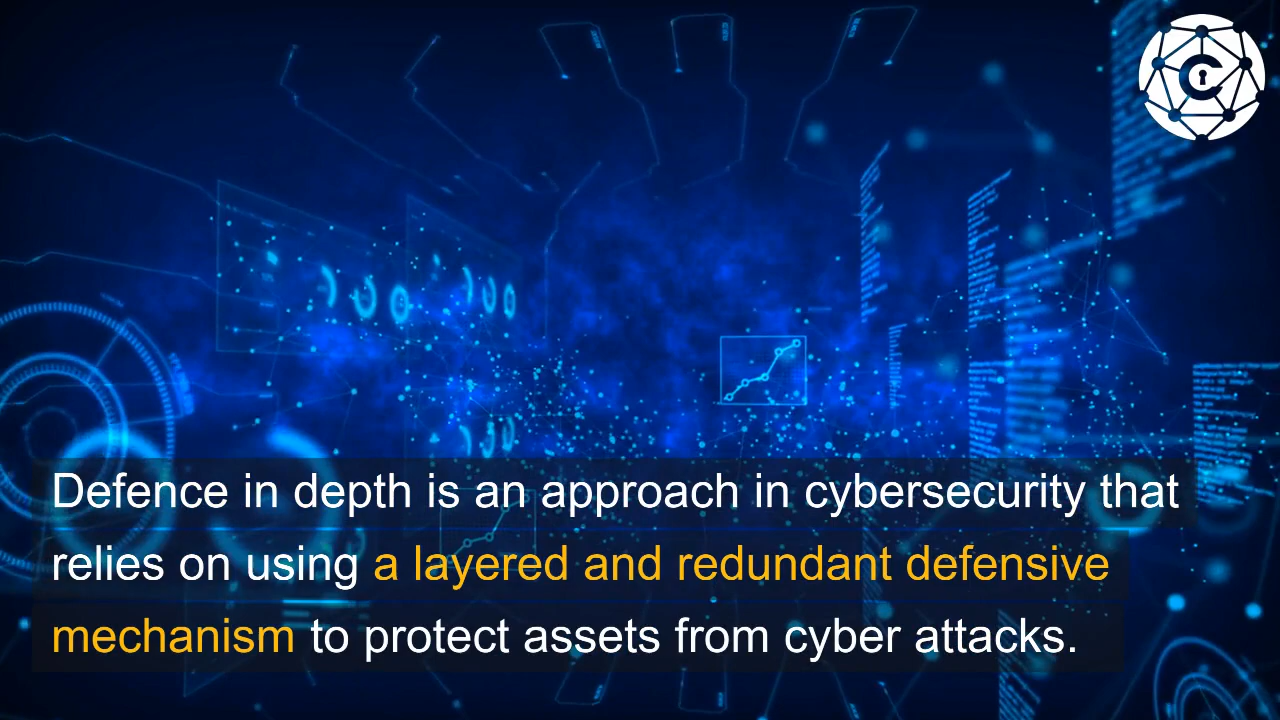 Defence in depth is an approach in cybersecurity that
relies on using a layered and redundant defensive
mechanism to protect assets from cyber attacks.